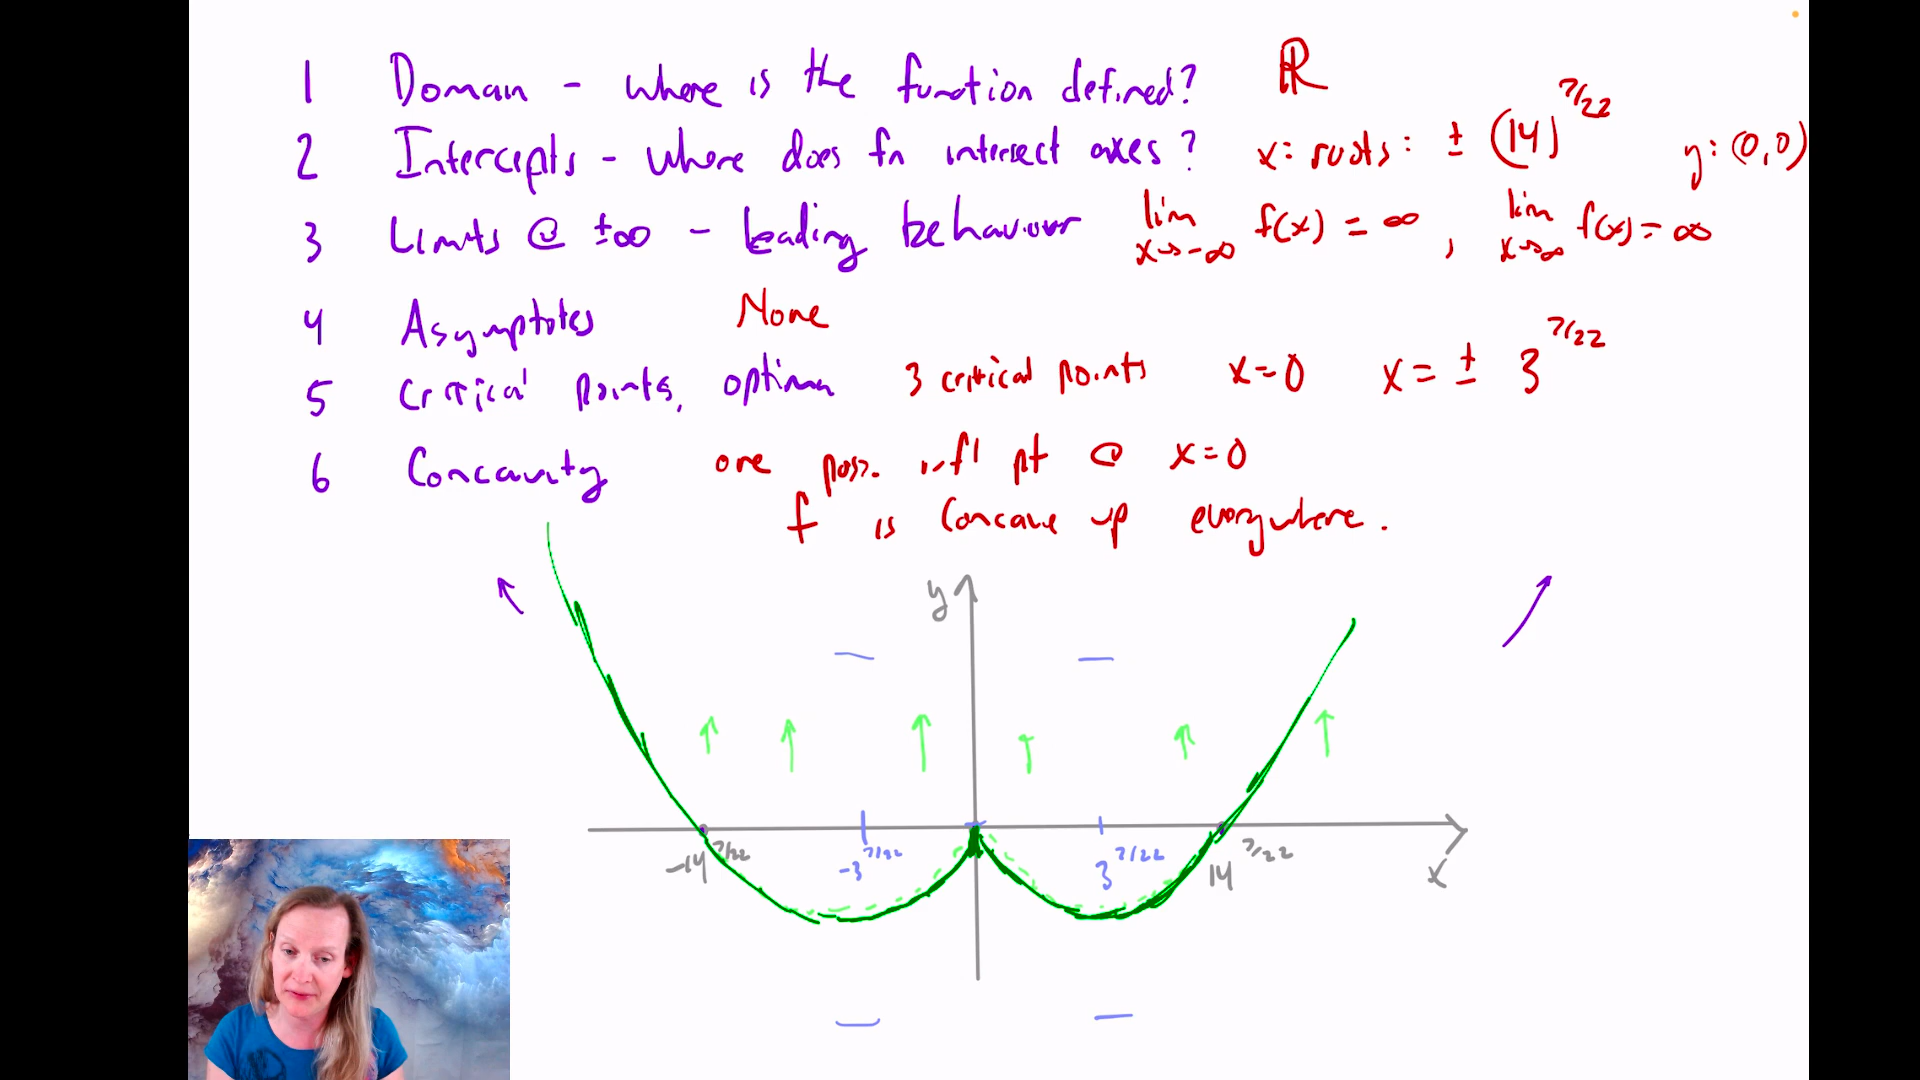 1 Domain - where is the function defined? ℝ
2 Intercepts - where does fn intersect axes? x: roots: ± (14)^7/22 y: (0,0)
3 Limits @ ±∞ - leading behaviour lim x→-∞ f(x) = ∞, lim x→∞ f(x) = ∞
4 Asymptotes None
5 Critical points, optima 3 critical points x=0 x = ± 3^7/22
6 Concavity one poss. infl pt @ x=0
f is concave up everywhere.
y
-14^7/22 -3^7/22 3^7/22 14^7/22 x